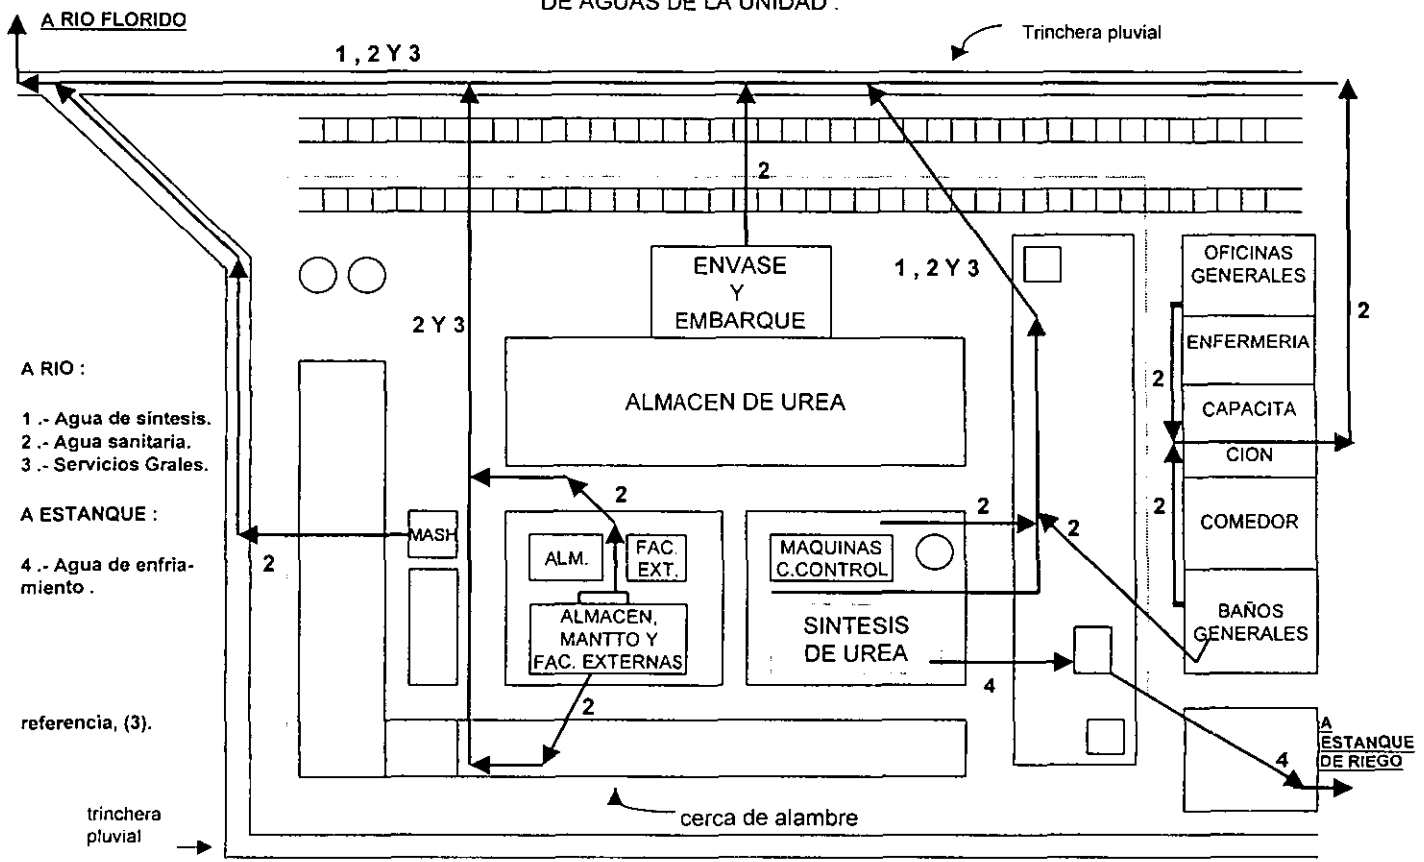 DE AGUAS DE LA UNIDAD .
A RIO FLORIDO
Trinchera pluvial
1 , 2 Y 3
2
ENVASE
Y
EMBARQUE
1 , 2 Y 3
OFICINAS
GENERALES
2
2 Y 3
ENFERMERIA
A RIO :
2
ALMACEN DE UREA
CAPACITA
CION
1 .- Agua de síntesis.
2 .- Agua sanitaria.
3 .- Servicios Grales.
2
2
2
2
COMEDOR
A ESTANQUE :
MASH
ALM.
FAC.
EXT.
MAQUINAS
C.CONTROL
2
4 .- Agua de enfria-
miento .
ALMACEN,
MANTTO Y
FAC. EXTERNAS
SINTESIS
DE UREA
BAÑOS
GENERALES
4
2
referencia, (3).
A
ESTANQUE
DE RIEGO
4
trinchera
pluvial
cerca de alambre